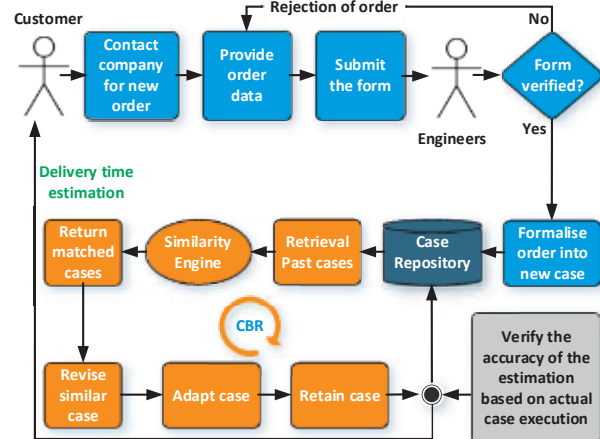 Customer
Rejection of order
No
Contact
company
for new
order
Provide
order
data
Submit
the form
Form
verified?
Engineers
Yes
Delivery time
estimation
Return
matched
cases
Similarity
Engine
Retrieval
Past cases
Case
Repository
Formalise
order into
new case
CBR
Revise
similar
case
Adapt case
Retain case
Verify the
accuracy of the
estimation
based on actual
case execution